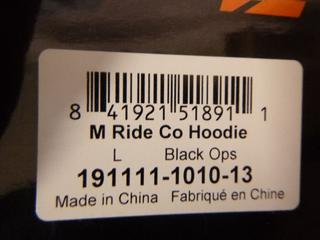 8 41921 51891 1
M Ride Co Hoodie
L Black Ops
191111-1010-13
Made in China Fabriqué en Chine